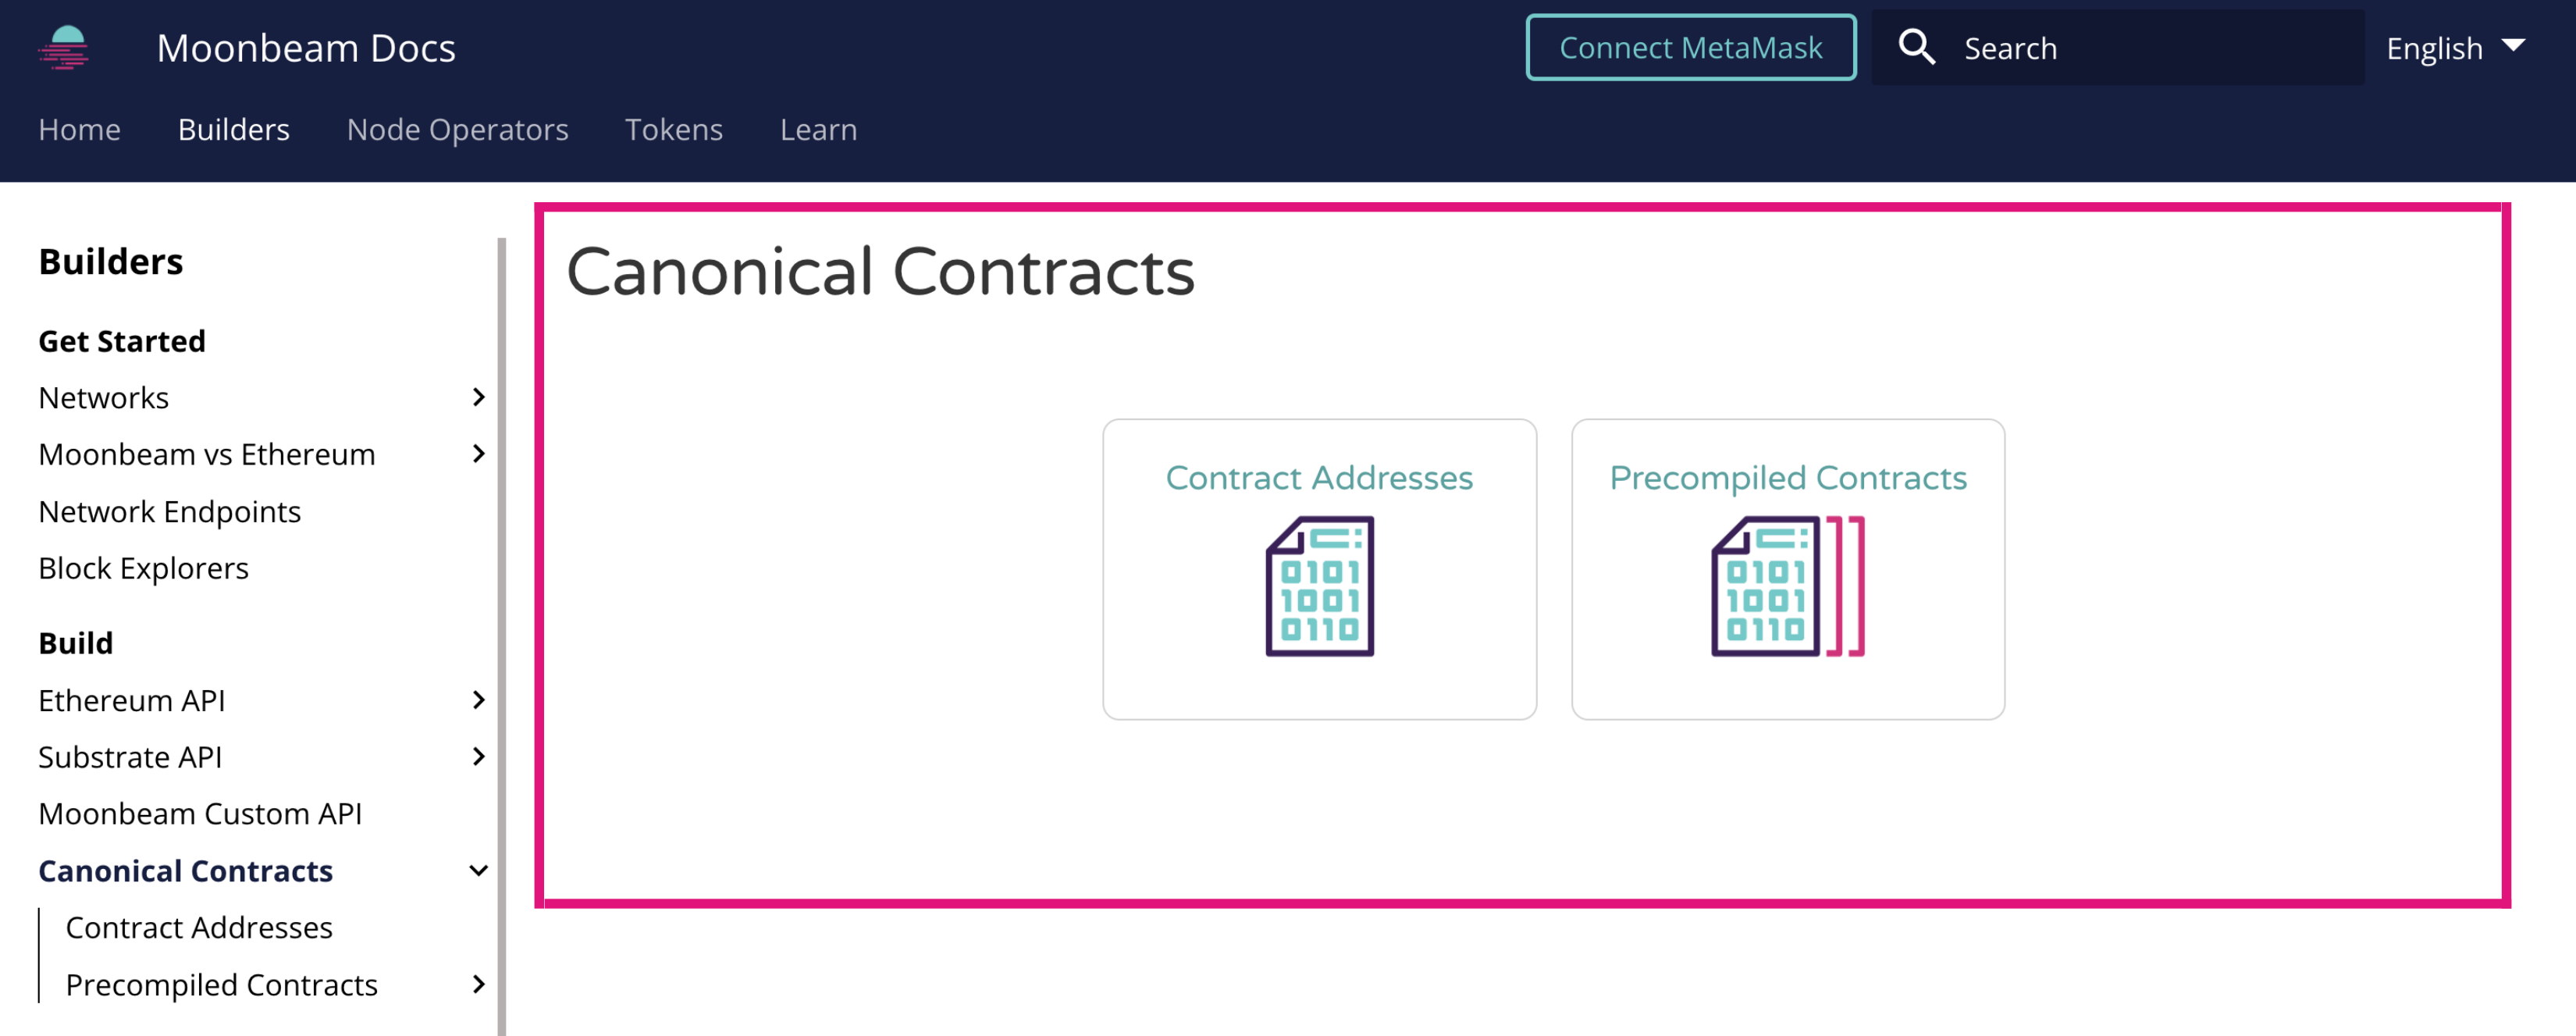 Moonbeam Docs
Connect MetaMask
Search
English
Home
Builders
Node Operators
Tokens
Learn
Builders
Get Started
Networks
Moonbeam vs Ethereum
Network Endpoints
Block Explorers
Build
Ethereum API
Substrate API
Moonbeam Custom API
Canonical Contracts
Contract Addresses
Precompiled Contracts
Canonical Contracts
Contract Addresses
0101
1001
0110
Precompiled Contracts
0101
1001
0110